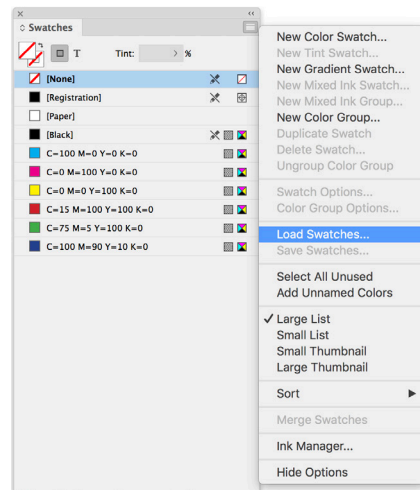 Swatches
T Tint: %
[None]
[Registration]
[Paper]
[Black]
C=100 M=0 Y=0 K=0
C=0 M=100 Y=0 K=0
C=0 M=0 Y=100 K=0
C=15 M=100 Y=100 K=0
C=75 M=5 Y=100 K=0
C=100 M=90 Y=10 K=0
New Color Swatch...
New Tint Swatch...
New Gradient Swatch...
New Mixed Ink Swatch...
New Mixed Ink Group...
New Color Group...
Duplicate Swatch
Delete Swatch...
Ungroup Color Group
Swatch Options...
Color Group Options...
Load Swatches...
Save Swatches...
Select All Unused
Add Unnamed Colors
Large List
Small List
Small Thumbnail
Large Thumbnail
Sort
Merge Swatches
Ink Manager...
Hide Options